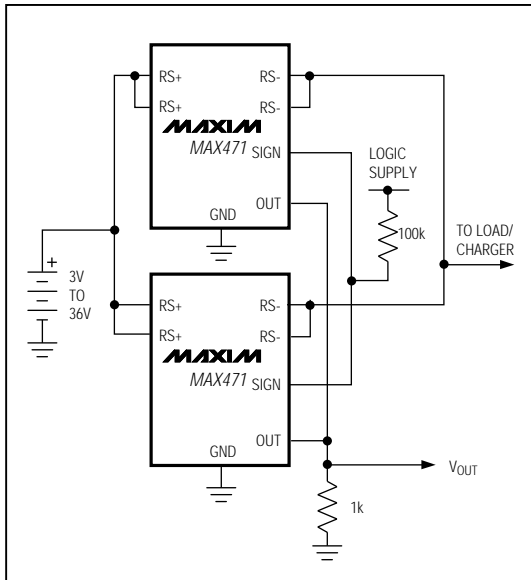 RS+ RS-
RS+ RS-
MAXIM
MAX471
SIGN
OUT
GND
LOGIC
SUPPLY
100k
TO LOAD/
CHARGER
+
3V
TO
36V
RS+ RS-
RS+ RS-
MAXIM
MAX471
SIGN
OUT
GND
VOUT
1k